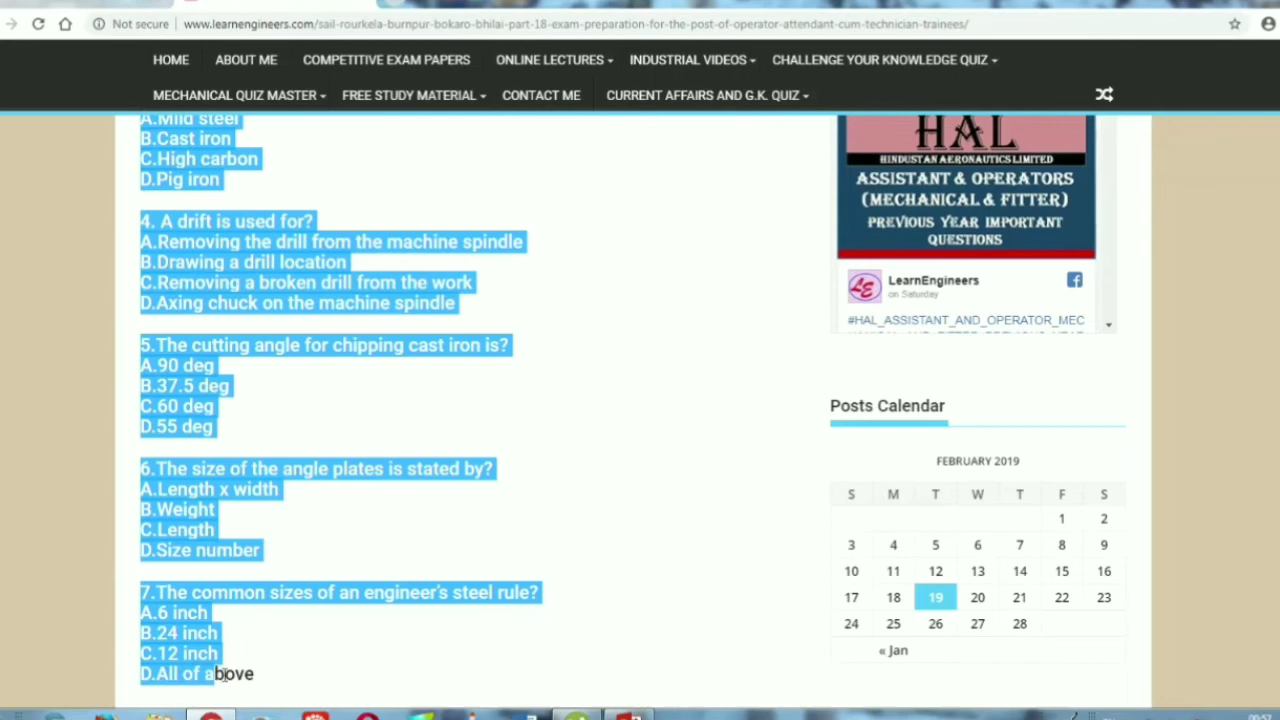 Not secure
www.learnengineers.com/sail-rourkela-burnpur-bokaro-bhilai-part-18-exam-preparation-for-the-post-of-operator-attendant-cum-technician-trainees/
HOME ABOUT ME COMPETITIVE EXAM PAPERS ONLINE LECTURES INDUSTRIAL VIDEOS CHALLENGE YOUR KNOWLEDGE QUIZ
MECHANICAL QUIZ MASTER FREE STUDY MATERIAL CONTACT ME CURRENT AFFAIRS AND G.K. QUIZ
A.Mild steel
B.Cast iron
C.High carbon
D.Pig iron
4. A drift is used for?
A.Removing the drill from the machine spindle
B.Drawing a drill location
C.Removing a broken drill from the work
D.Axing chuck on the machine spindle
5.The cutting angle for chipping cast iron is?
A.90 deg
B.37.5 deg
C.60 deg
D.55 deg
6.The size of the angle plates is stated by?
A.Length x width
B.Weight
C.Length
D.Size number
7.The common sizes of an engineer's steel rule?
A.6 inch
B.24 inch
C.12 inch
D.All of above
HAL
HINDUSTAN AERONAUTICS LIMITED
ASSISTANT & OPERATORS
(MECHANICAL & FITTER)
PREVIOUS YEAR IMPORTANT
QUESTIONS
LE
LearnEngineers
on Saturday
#HAL_ASSISTANT_AND_OPERATOR_MEC
Posts Calendar
FEBRUARY 2019
S M T W T F S
1 2
3 4 5 6 7 8 9
10 11 12 13 14 15 16
17 18 19 20 21 22 23
24 25 26 27 28
« Jan